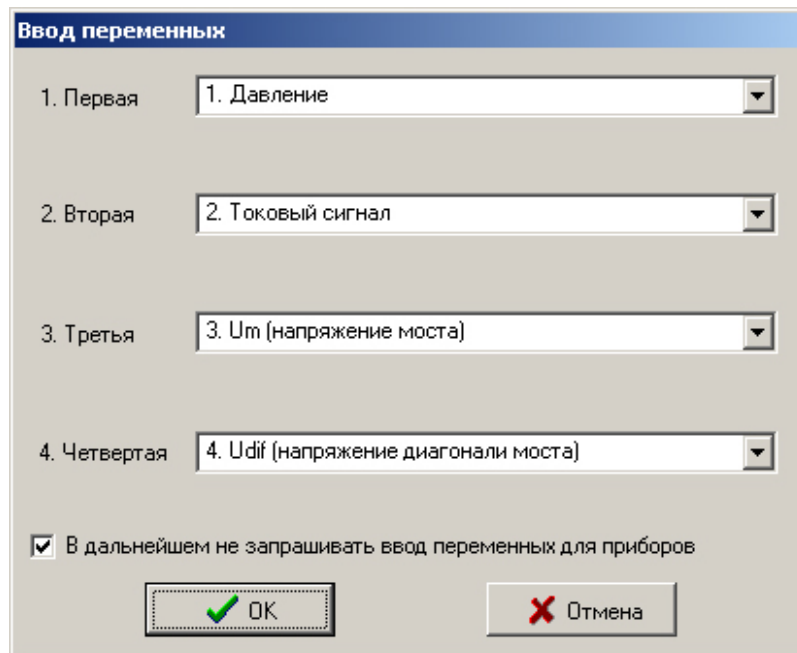 Ввод переменных
1. Первая 1. Давление
2. Вторая 2. Токовый сигнал
3. Третья 3. Um (напряжение моста)
4. Четвертая 4. Udif (напряжение диагонали моста)
В дальнейшем не запрашивать ввод переменных для приборов
OK Отмена